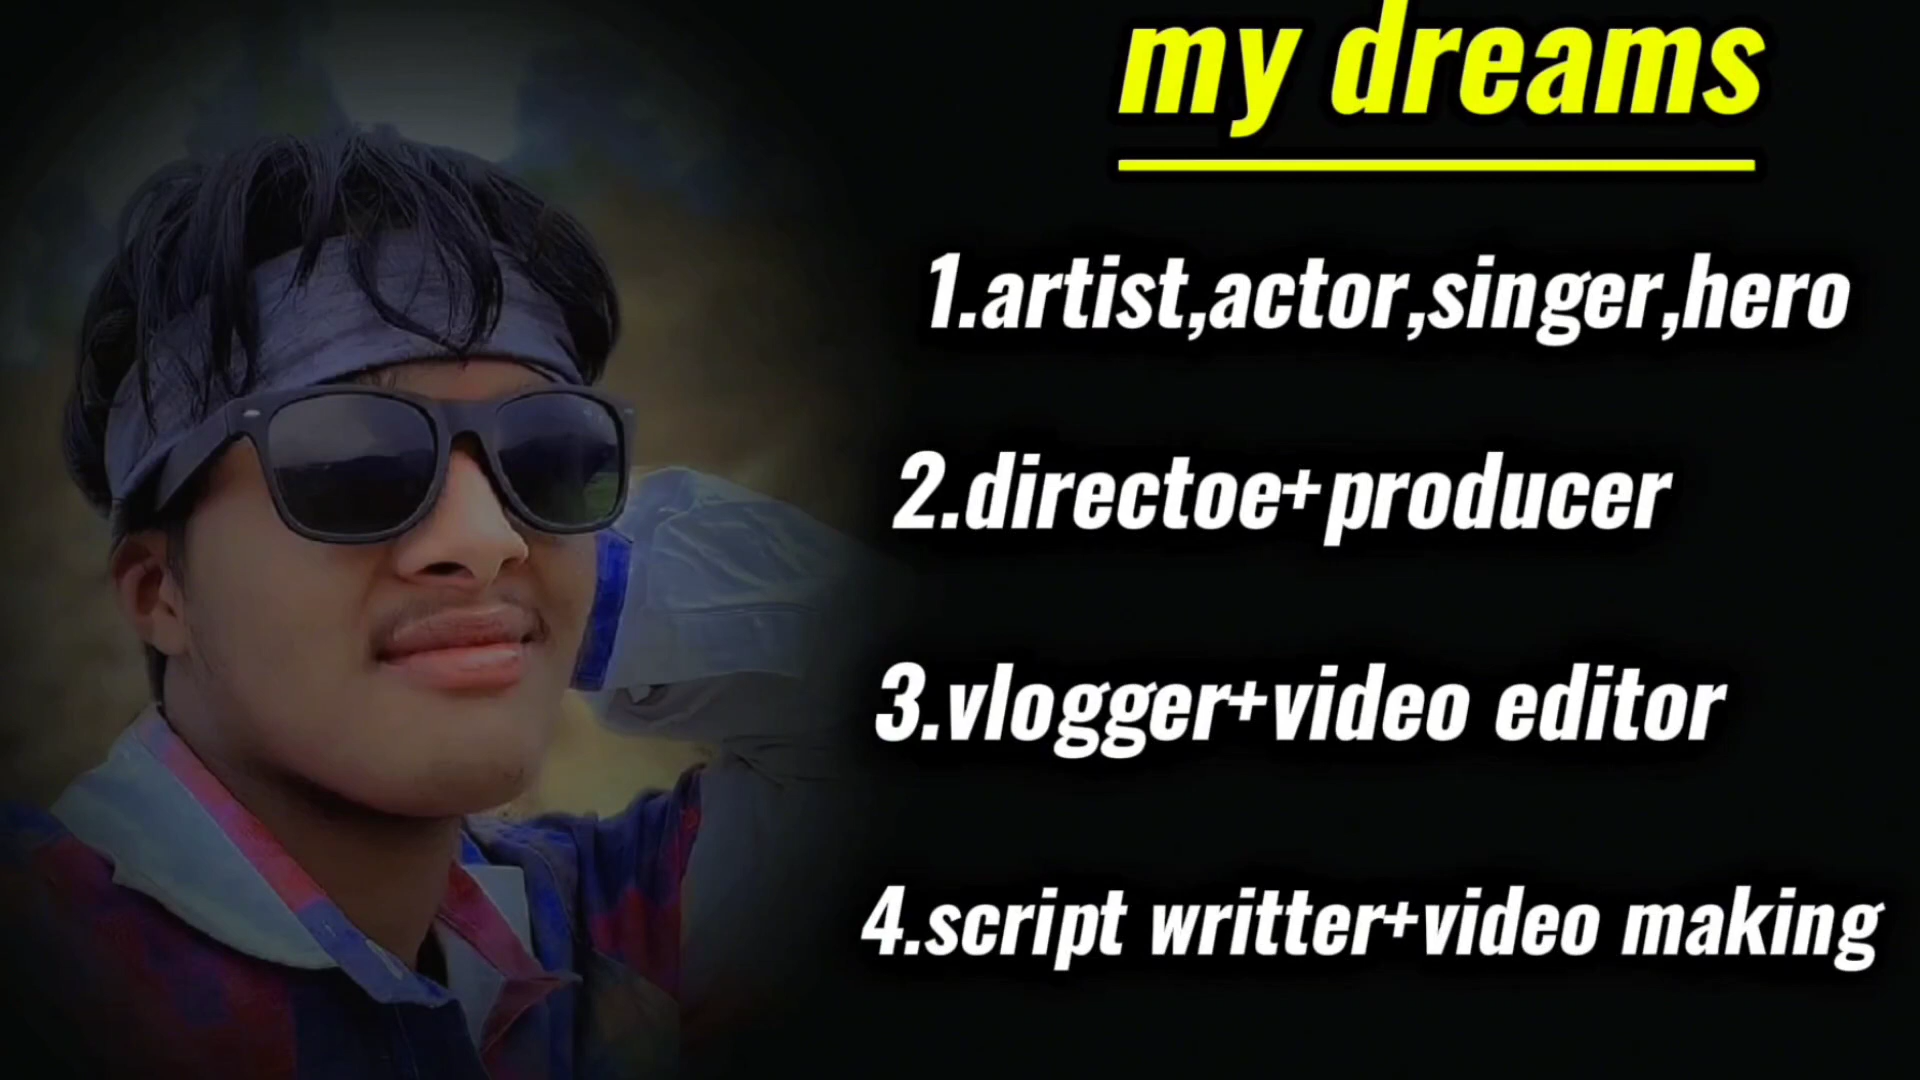 my dreams
1.artist,actor,singer,hero
2.directoe+producer
3.vlogger+video editor
4.script writter+video making